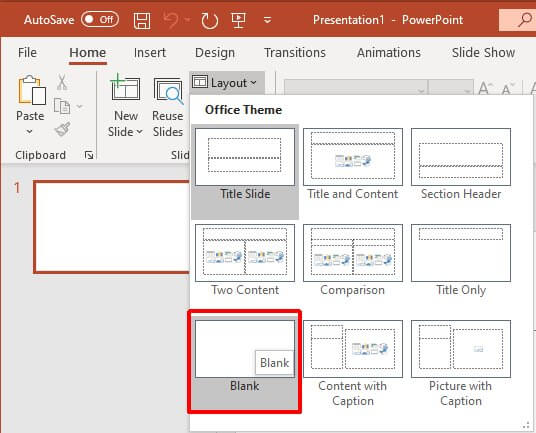 AutoSave Off Presentation1 - PowerPoint
File Home Insert Design Transitions Animations Slide Show
Layout
Paste New Slide Reuse Slides A A
Clipboard Slid
Office Theme
1
Title Slide Title and Content Section Header
Two Content Comparison Title Only
Blank
Blank Content with Caption Picture with Caption